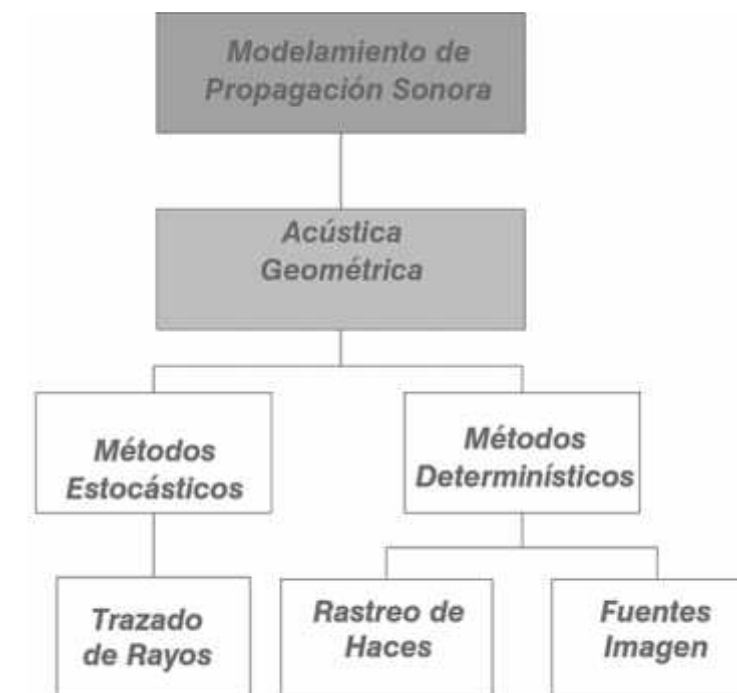 Modelamiento de
Propagación Sonora
Acústica
Geométrica
Métodos
Estocásticos
Métodos
Determinísticos
Trazado
de Rayos
Rastreo de
Haces
Fuentes
Imagen